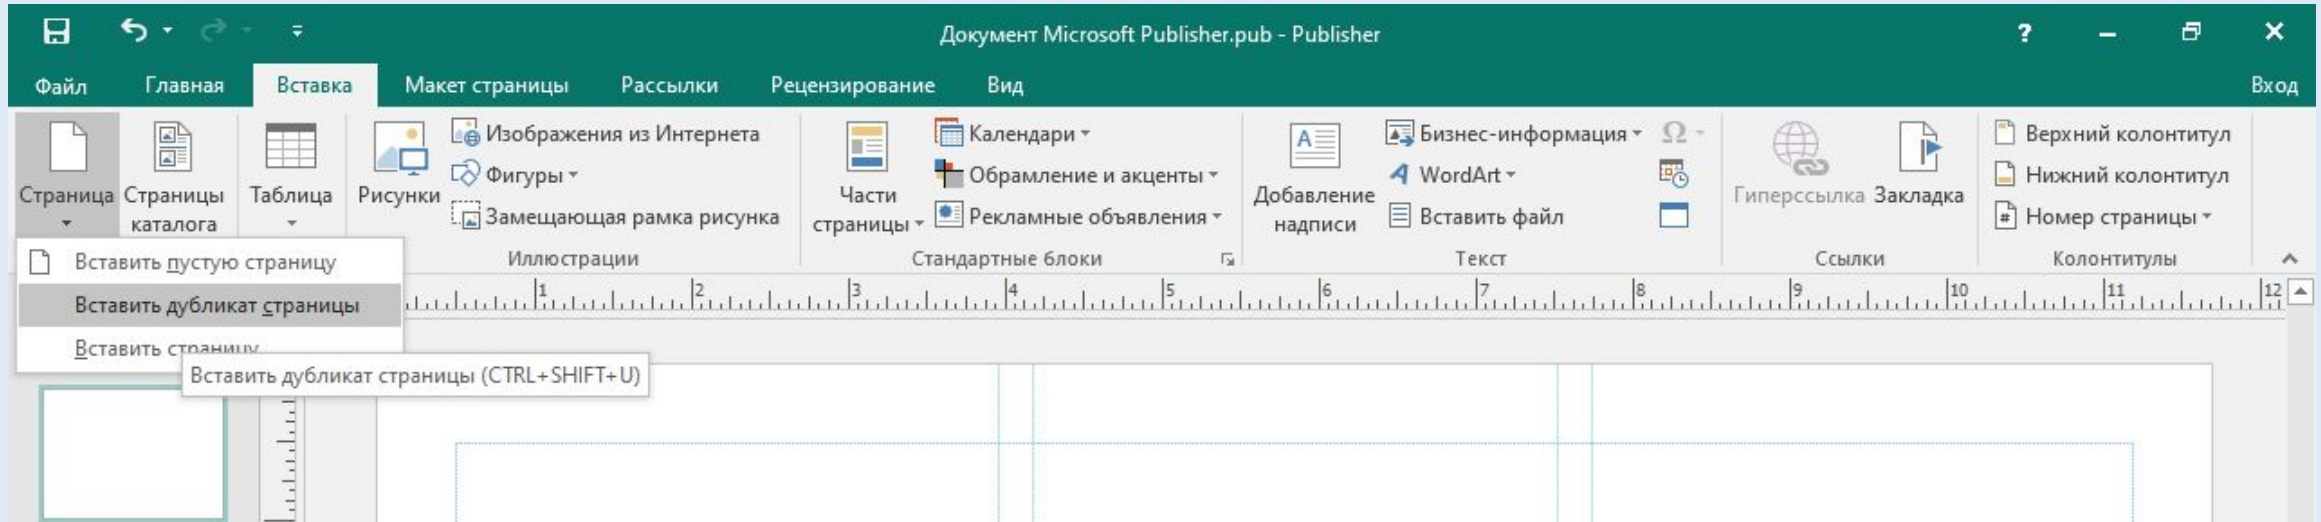 Документ Microsoft Publisher.pub - Publisher
?
Файл Главная Вставка Макет страницы Рассылки Рецензирование Вид Вход
Страница
Страницы каталога
Таблица
Рисунки
Изображения из Интернета
Фигуры
Замещающая рамка рисунка
Иллюстрации
Части страницы
Календари
Обрамление и акценты
Рекламные объявления
Стандартные блоки
Добавление надписи
Бизнес-информация
WordArt
Вставить файл
Ω
Текст
Гиперссылка
Закладка
Ссылки
Верхний колонтитул
Нижний колонтитул
Номер страницы
Колонтитулы
Вставить пустую страницу
Вставить дубликат страницы
Вставить страницу
Вставить дубликат страницы (CTRL+SHIFT+U)
1 2 3 4 5 6 7 8 9 10 11 12